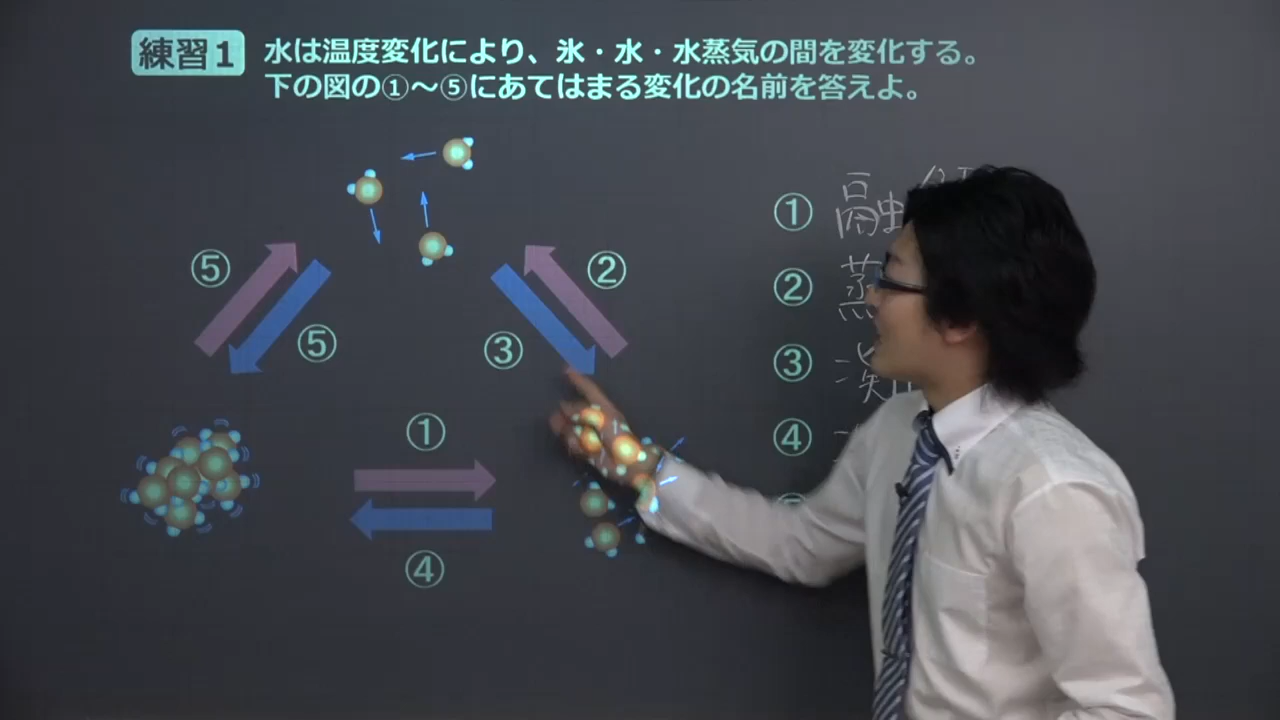 練習1
水は温度変化により、氷・水・水蒸気の間を変化する。
下の図の①～⑤にあてはまる変化の名前を答えよ。
⑤
⑤
②
③
①
④
① 融
② 蒸
③
④